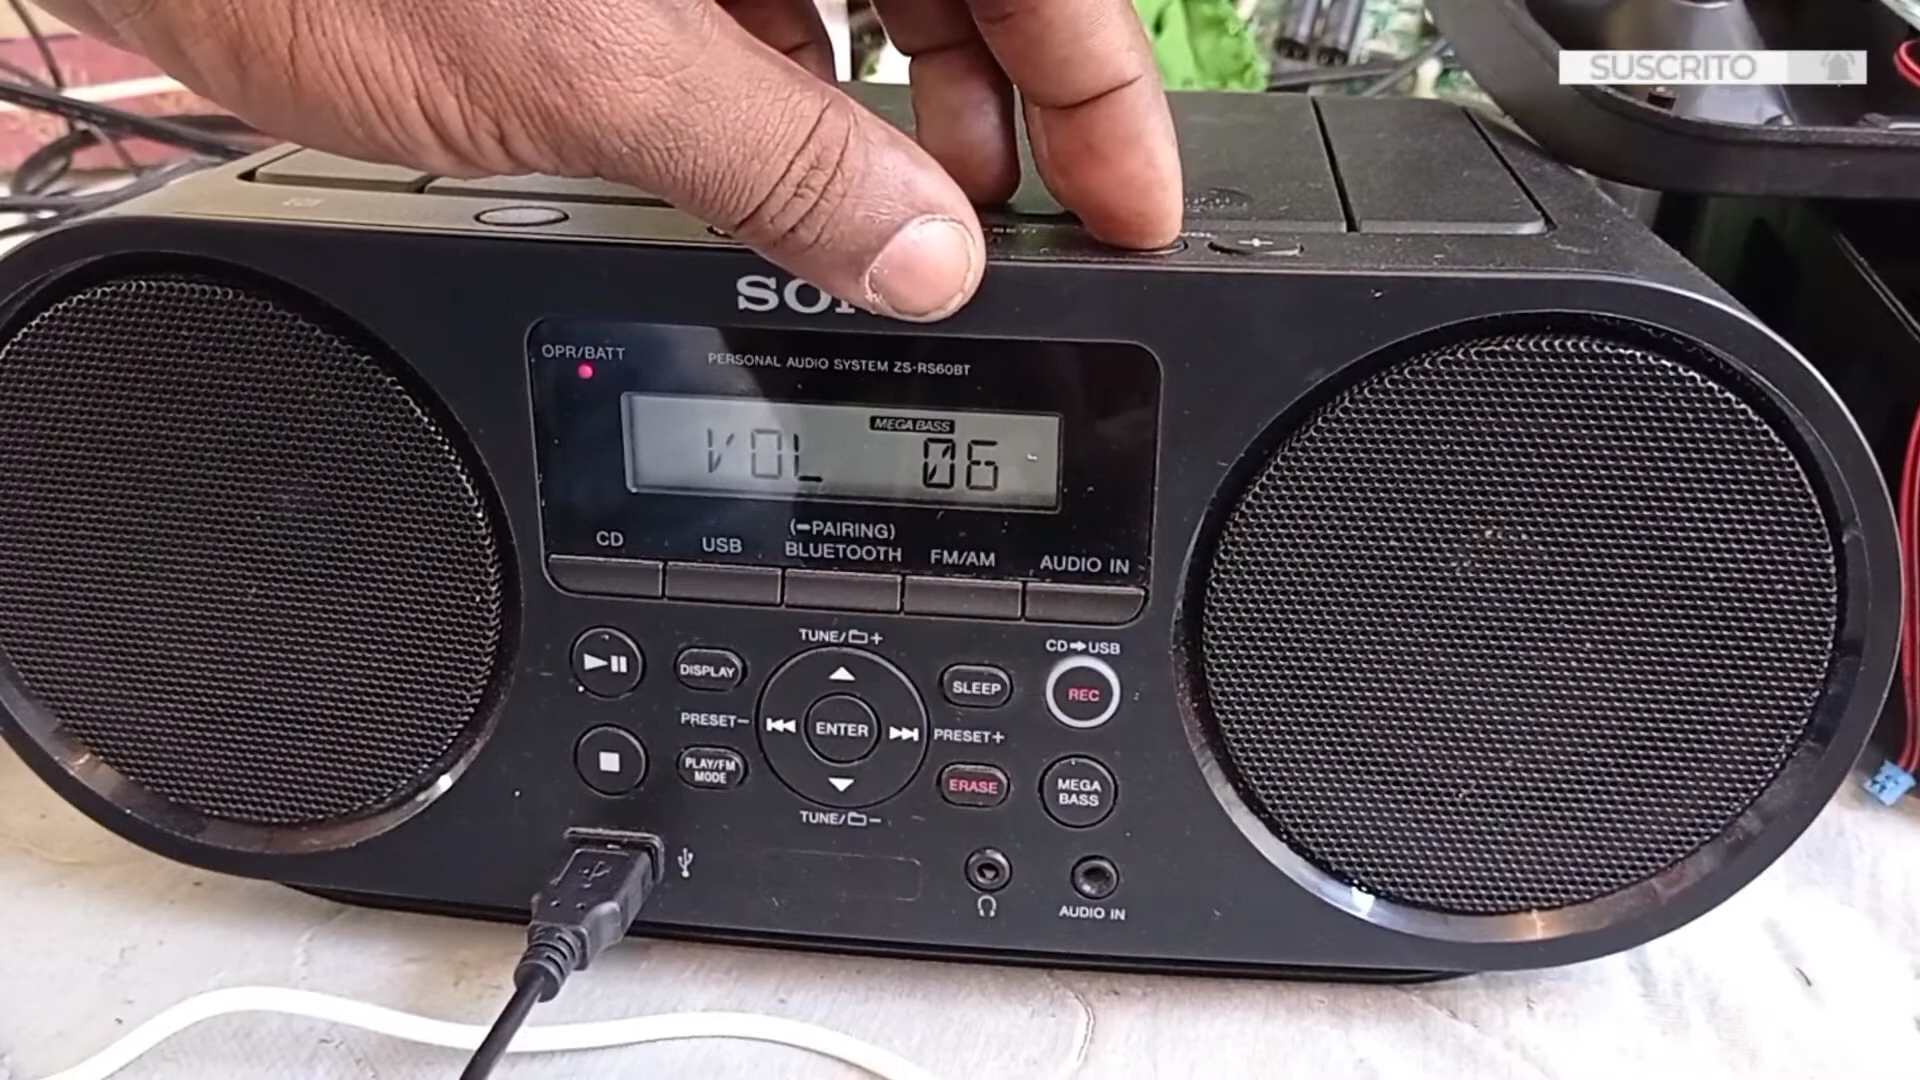 SUSCRITO
OPR/BATT
PERSONAL AUDIO SYSTEM ZS-RS60BT
MEGA BASS
VOL 06
CD
USB
(PAIRING)
BLUETOOTH
FM/AM
AUDIO IN
TUNE/ +
CD USB
DISPLAY
SLEEP
REC
PRESET-
ENTER
PRESET+
PLAY/FM
MODE
ERASE
MEGA
BASS
TUNE/ -
AUDIO IN